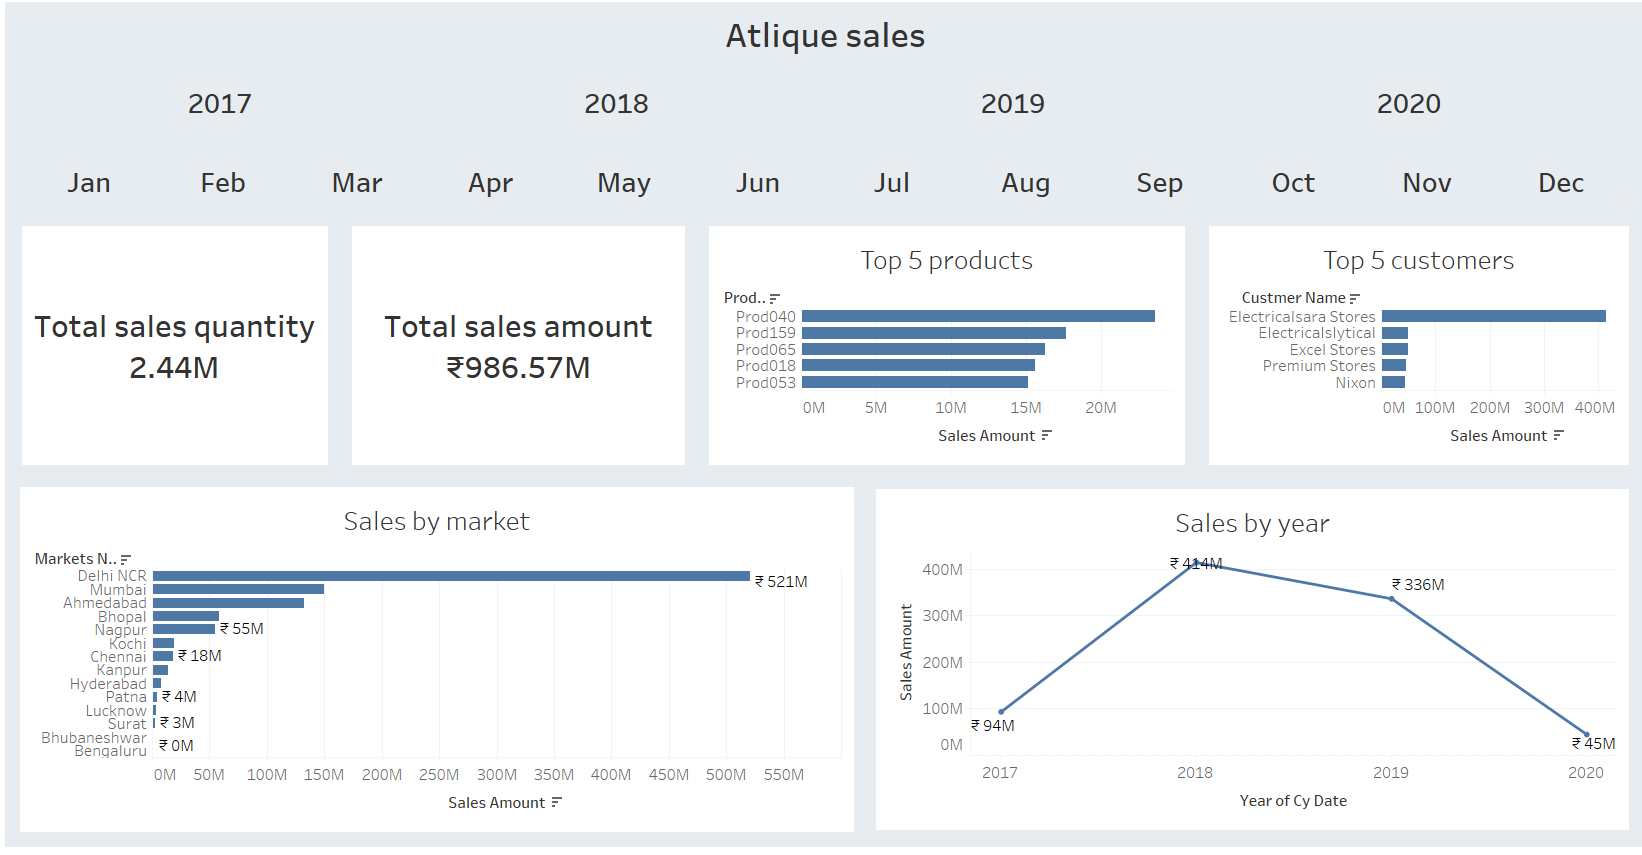 Atlique sales
2017 2018 2019 2020
Jan Feb Mar Apr May Jun Jul Aug Sep Oct Nov Dec
Total sales quantity
2.44M
Total sales amount
₹986.57M
Top 5 products
Prod..
Prod040
Prod159
Prod065
Prod018
Prod053
0M 5M 10M 15M 20M
Sales Amount
Top 5 customers
Custmer Name
Electricalsara Stores
Electricalslytical
Excel Stores
Premium Stores
Nixon
0M 100M 200M 300M 400M
Sales Amount
Sales by market
Markets N..
Delhi NCR ₹ 521M
Mumbai
Ahmedabad
Bhopal
Nagpur ₹ 55M
Kochi
Chennai ₹ 18M
Kanpur
Hyderabad
Patna ₹ 4M
Lucknow
Surat ₹ 3M
Bhubaneshwar
Bengaluru ₹ 0M
0M 50M 100M 150M 200M 250M 300M 350M 400M 450M 500M 550M
Sales Amount
Sales by year
Sales Amount
400M
300M
200M
100M
0M
₹ 94M
₹ 414M
₹ 336M
₹ 45M
2017 2018 2019 2020
Year of Cy Date